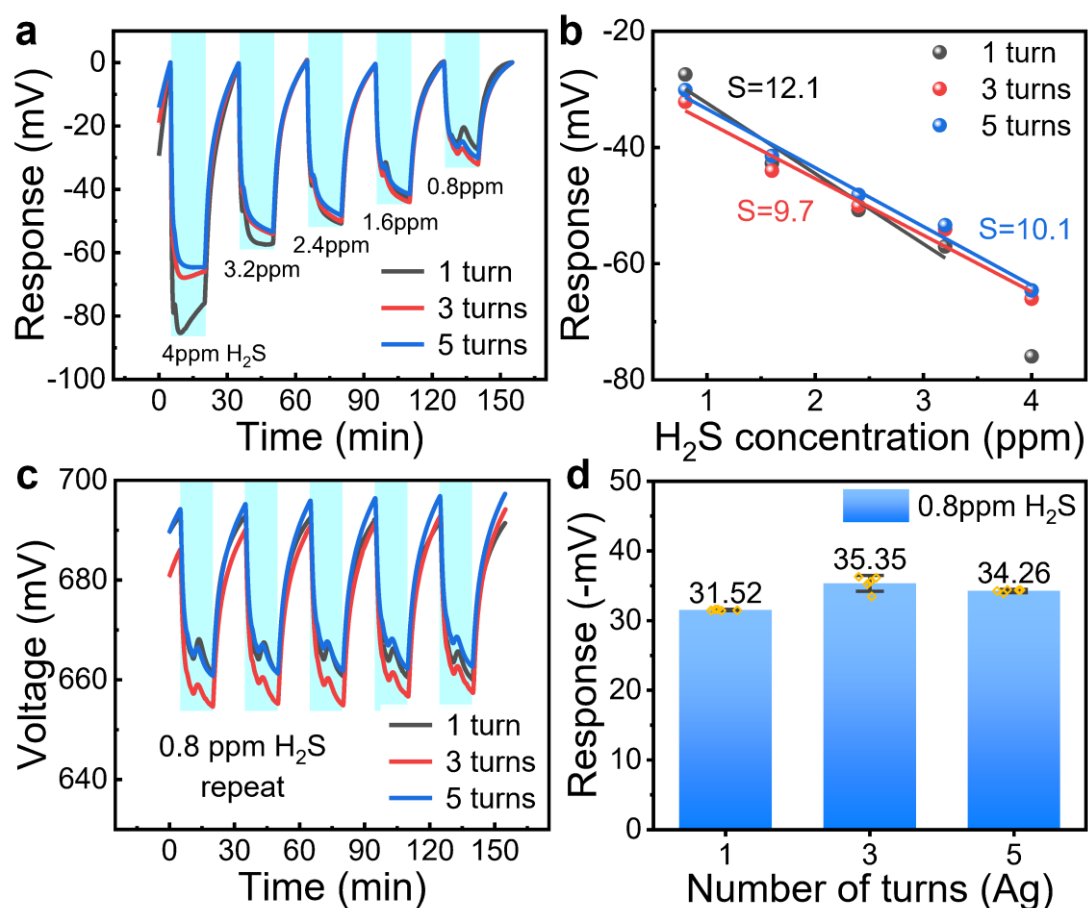 a
Response (mV)
0
-20
-40
-60
-80
-100
4ppm H₂S
3.2ppm
2.4ppm
1.6ppm
0.8ppm
1 turn
3 turns
5 turns
0 30 60 90 120 150
Time (min)
b
Response (mV)
-20
-40
-60
-80
1 turn
3 turns
5 turns
S=12.1
S=9.7
S=10.1
1 2 3 4
H₂S concentration (ppm)
c
Voltage (mV)
700
680
660
640
0.8 ppm H₂S
repeat
1 turn
3 turns
5 turns
0 30 60 90 120 150
Time (min)
d
Response (-mV)
50
40
30
20
10
0
0.8ppm H₂S
31.52
35.35
34.26
1 3 5
Number of turns (Ag)